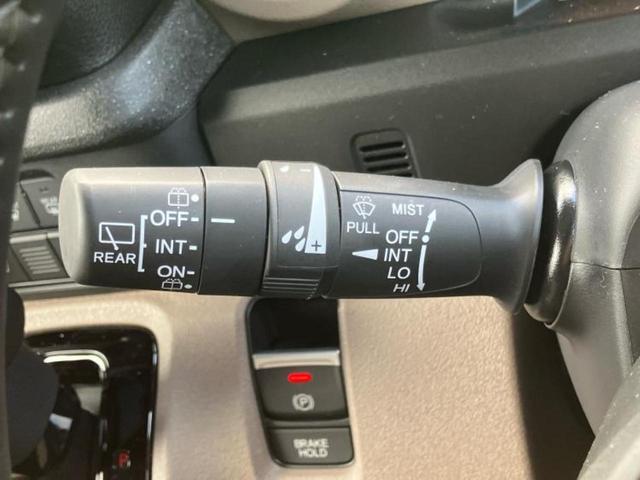 OFF
INT
ON
REAR
- 
+
PULL
MIST
OFF
INT
LO
HI
P
BRAKE
HOLD
R